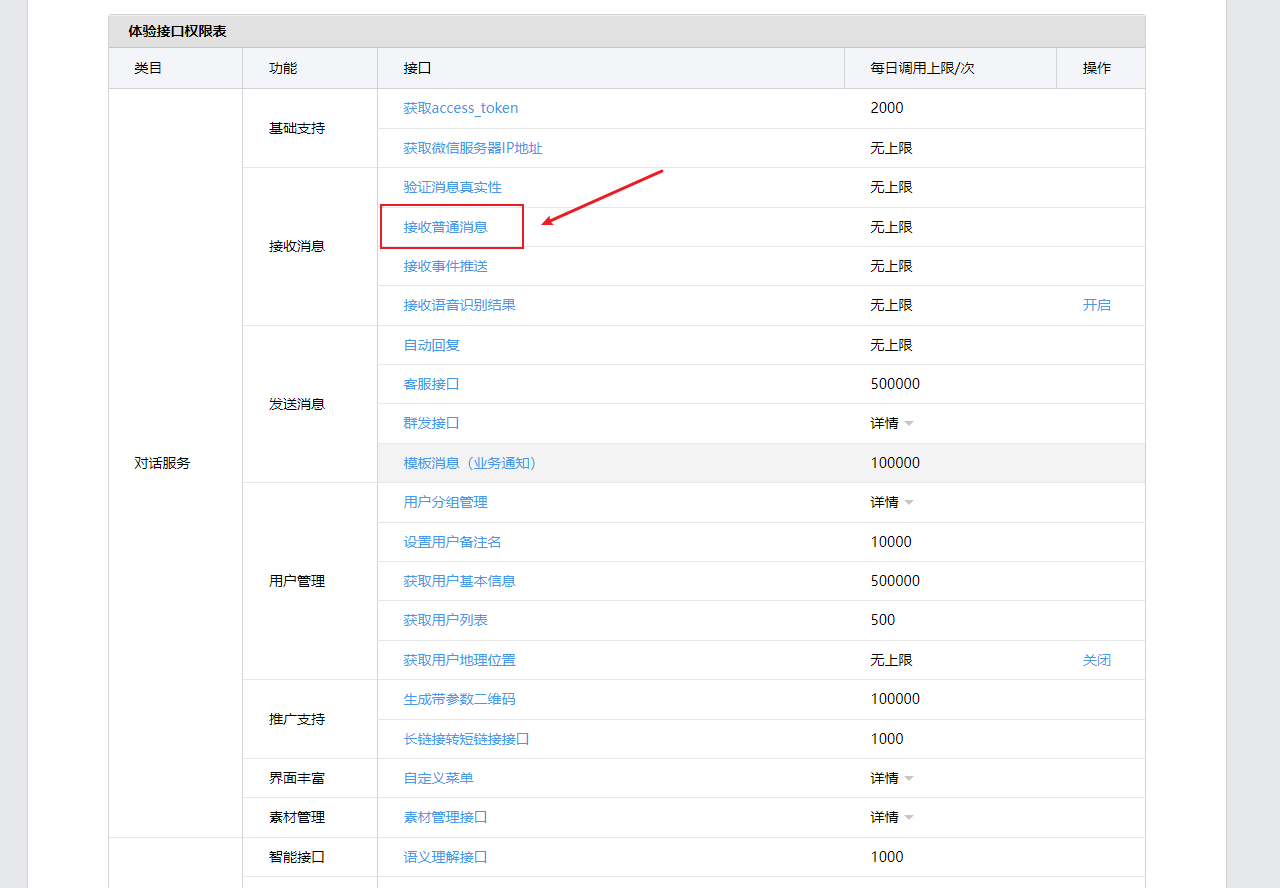 体验接口权限表
类目 功能 接口 每日调用上限/次 操作
对话服务
基础支持
获取access_token 2000
获取微信服务器IP地址 无上限
接收消息
验证消息真实性 无上限
接收普通消息 无上限
接收事件推送 无上限
接收语音识别结果 无上限 开启
发送消息
自动回复 无上限
客服接口 500000
群发接口 详情
模板消息（业务通知） 100000
用户管理
用户分组管理 详情
设置用户备注名 10000
获取用户基本信息 500000
获取用户列表 500
获取用户地理位置 无上限 关闭
推广支持
生成带参数二维码 100000
长链接转短链接接口 1000
界面丰富 自定义菜单 详情
素材管理 素材管理接口 详情
智能接口 语义理解接口 1000